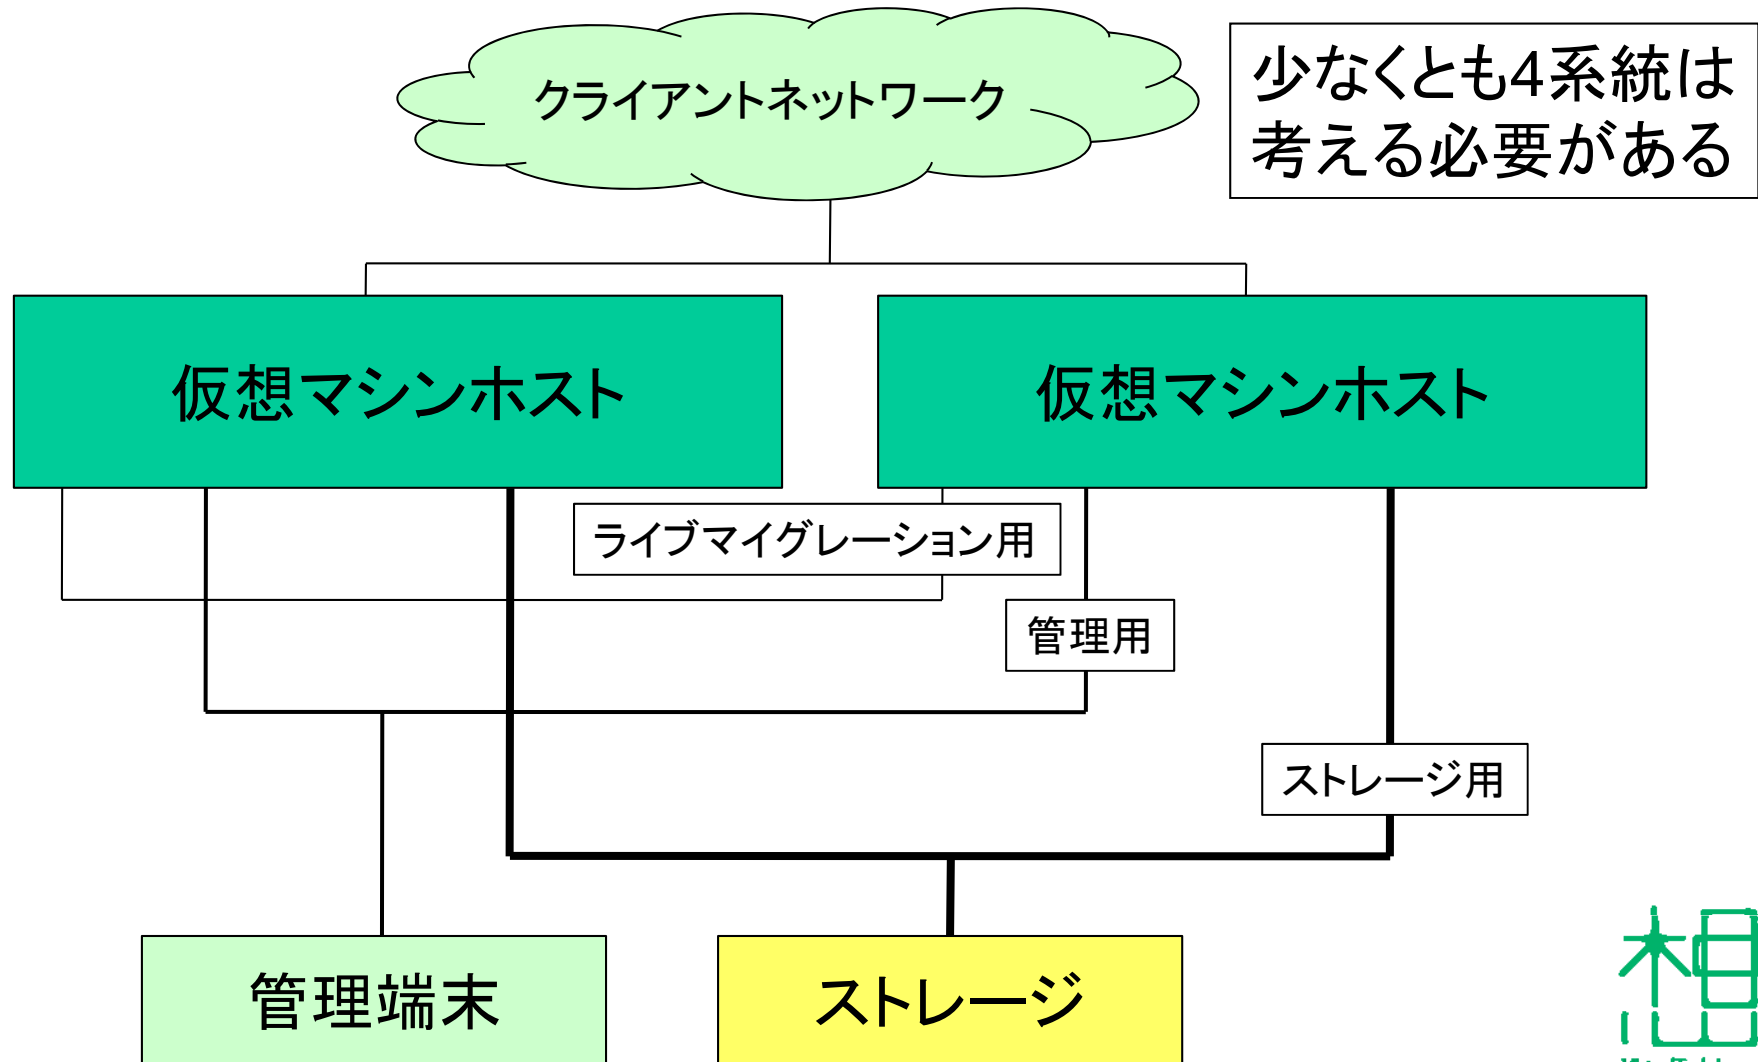 クライアントネットワーク
少なくとも4系統は
考える必要がある
仮想マシンホスト
仮想マシンホスト
ライブマイグレーション用
管理用
ストレージ用
管理端末
ストレージ